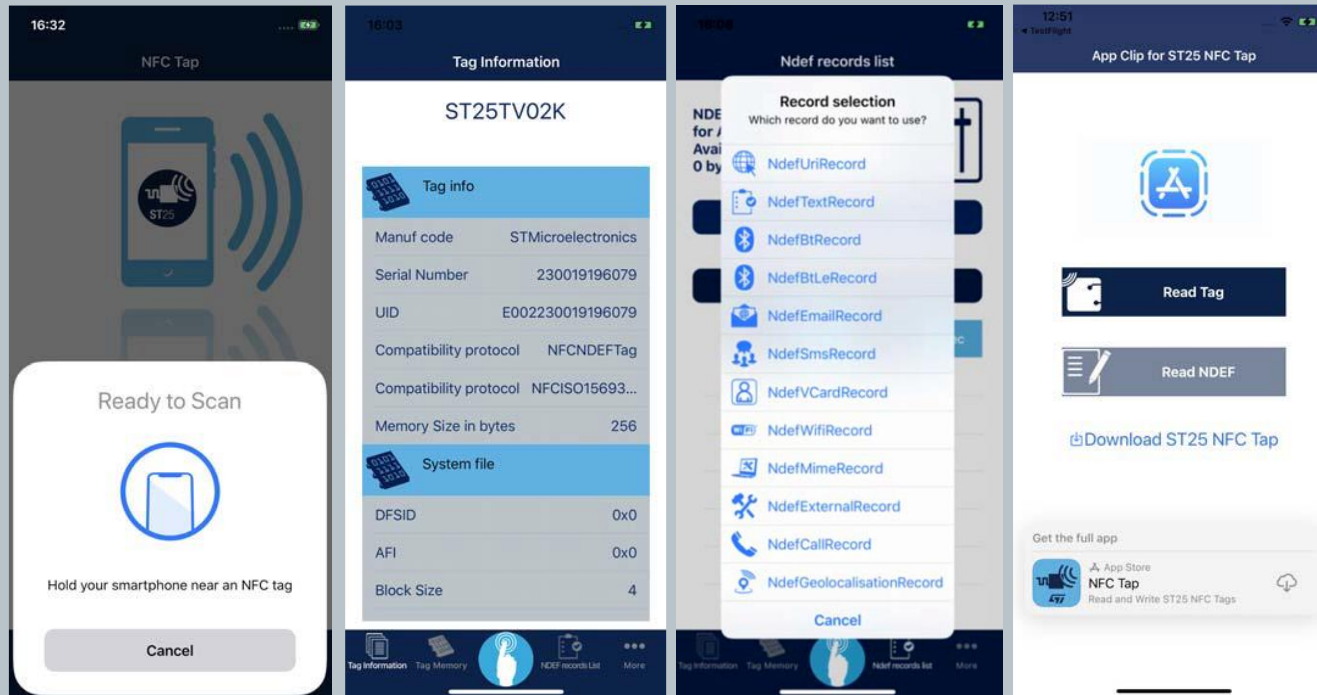 16:32
NFC Tap
ST25
Ready to Scan
Hold your smartphone near an NFC tag
Cancel
16:03
Tag Information
ST25TV02K
Tag info
Manuf code STMicroelectronics
Serial Number 230019196079
UID E002230019196079
Compatibility protocol NFCNDEFTag
Compatibility protocol NFCISO15693...
Memory Size in bytes 256
System file
DFSID 0x0
AFI 0x0
Block Size 4
Tag Information Tag Memory NDEF records List More
Ndef records list
NDE
for A
Avai
0 by
Record selection
Which record do you want to use?
NdefUriRecord
NdefTextRecord
NdefBtRecord
NdefBtLeRecord
NdefEmailRecord
NdefSmsRecord
NdefVCardRecord
NdefWifiRecord
NdefMimeRecord
NdefExternalRecord
NdefCallRecord
NdefGeolocalisationRecord
Cancel
Tag Information Tag Memory Ndef records list More
12:51
TestFlight
App Clip for ST25 NFC Tap
Read Tag
Read NDEF
Download ST25 NFC Tap
Get the full app
App Store
NFC Tap
Read and Write ST25 NFC Tags